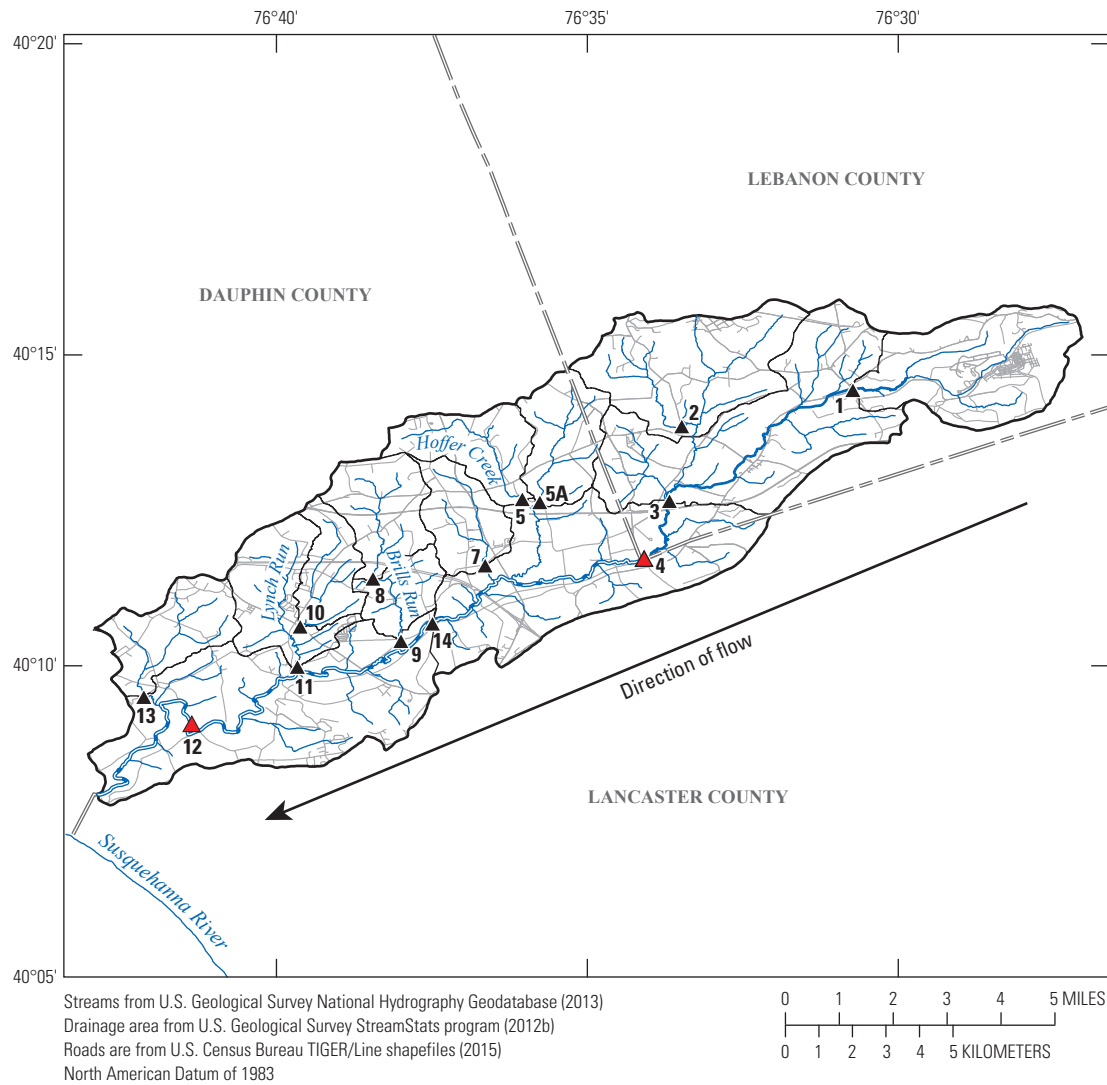 76°40'
76°35'
76°30'
40°20'
LEBANON COUNTY
DAUPHIN COUNTY
40°15'
1
2
Hoffer Creek
5A
5
3
4
7
Brills Run
Lynch Run
8
10
14
9
40°10'
11
Direction of flow
13
12
LANCASTER COUNTY
Susquehanna River
40°05'
Streams from U.S. Geological Survey National Hydrography Geodatabase (2013)
Drainage area from U.S. Geological Survey StreamStats program (2012b)
Roads are from U.S. Census Bureau TIGER/Line shapefiles (2015)
North American Datum of 1983
0 1 2 3 4 5 MILES
0 1 2 3 4 5 KILOMETERS